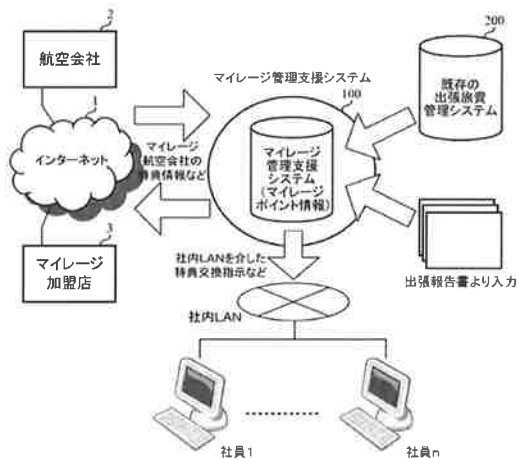 2
航空会社
1
インターネット
マイレージ
航空会社の
特典情報など
3
マイレージ
加盟店
マイレージ管理支援システム
100
マイレージ
管理支援
システム
(マイレージ
ポイント情報)
200
既存の
出張旅費
管理システム
出張報告書より入力
社内LANを介した
特典交換指示など
社内LAN
社員1
社員n